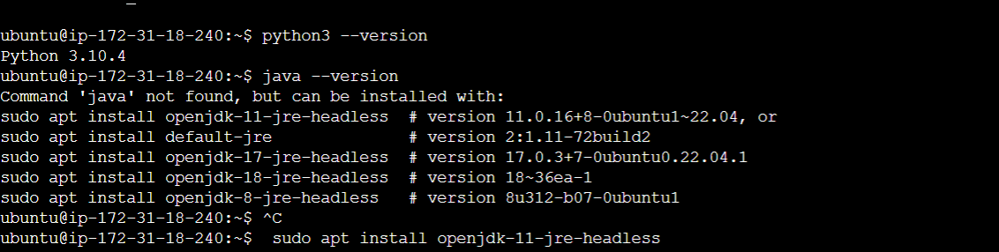 ubuntu@ip-172-31-18-240:~$ python3 --version
Python 3.10.4
ubuntu@ip-172-31-18-240:~$ java --version
Command 'java' not found, but can be installed with:
sudo apt install openjdk-11-jre-headless  # version 11.0.16+8-0ubuntu1~22.04, or
sudo apt install default-jre              # version 2:1.11-72build2
sudo apt install openjdk-17-jre-headless  # version 17.0.3+7-0ubuntu0.22.04.1
sudo apt install openjdk-18-jre-headless  # version 18~36ea-1
sudo apt install openjdk-8-jre-headless   # version 8u312-b07-0ubuntu1
ubuntu@ip-172-31-18-240:~$ ^C
ubuntu@ip-172-31-18-240:~$  sudo apt install openjdk-11-jre-headless